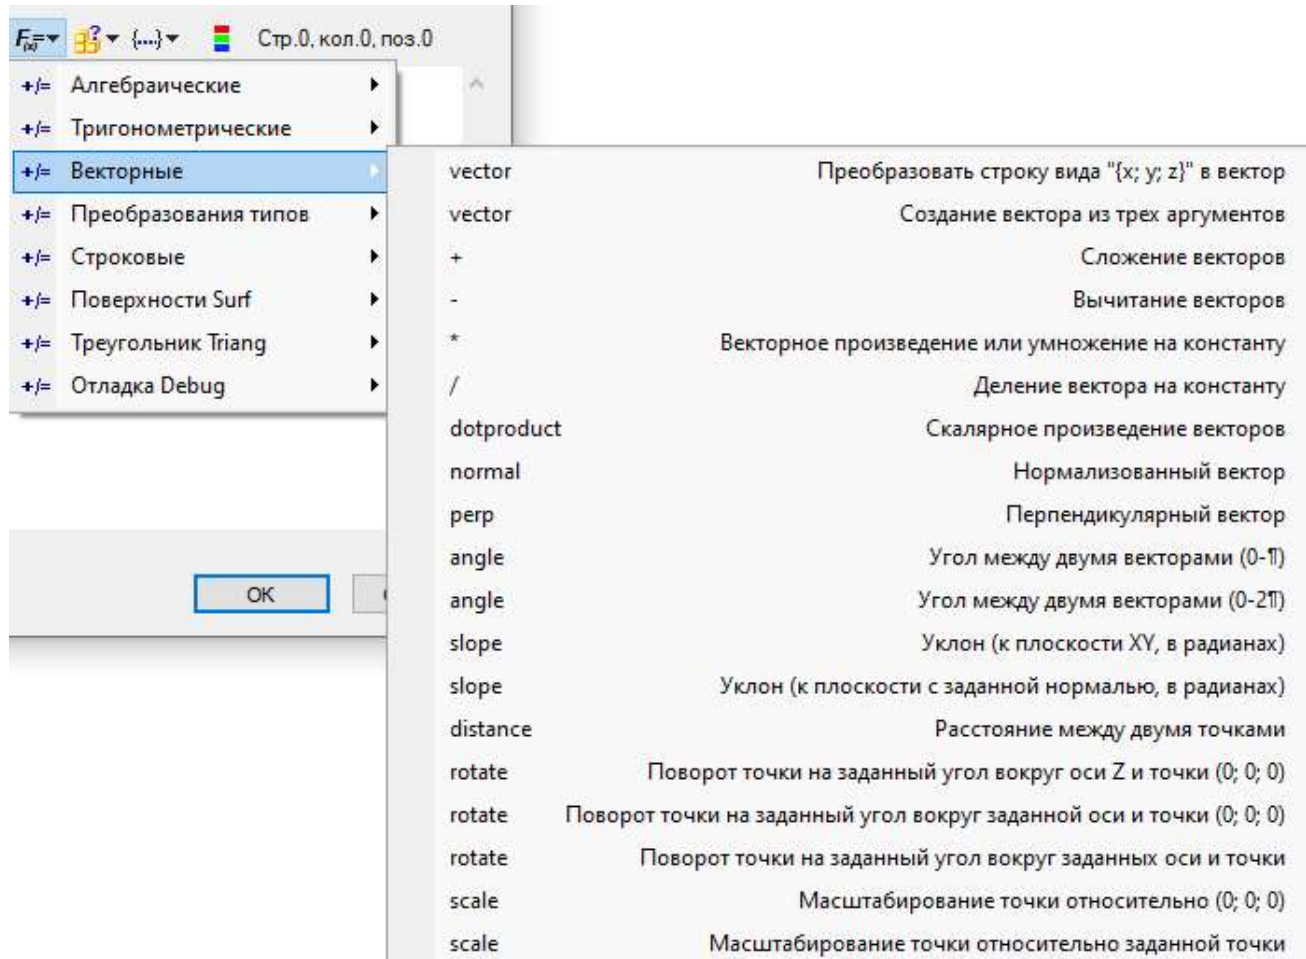 F(x)= ? {...} Стр.0, кол.0, поз.0
+/= Алгебраические
+/= Тригонометрические
+/= Векторные
+/= Преобразования типов
+/= Строковые
+/= Поверхности Surf
+/= Треугольник Triang
+/= Отладка Debug
OK
vector Преобразовать строку вида "{x; y; z}" в вектор
vector Создание вектора из трех аргументов
+ Сложение векторов
- Вычитание векторов
* Векторное произведение или умножение на константу
/ Деление вектора на константу
dotproduct Скалярное произведение векторов
normal Нормализованный вектор
perp Перпендикулярный вектор
angle Угол между двумя векторами (0-¶)
angle Угол между двумя векторами (0-2¶)
slope Уклон (к плоскости XY, в радианах)
slope Уклон (к плоскости с заданной нормалью, в радианах)
distance Расстояние между двумя точками
rotate Поворот точки на заданный угол вокруг оси Z и точки (0; 0; 0)
rotate Поворот точки на заданный угол вокруг заданной оси и точки (0; 0; 0)
rotate Поворот точки на заданный угол вокруг заданных оси и точки
scale Масштабирование точки относительно (0; 0; 0)
scale Масштабирование точки относительно заданной точки